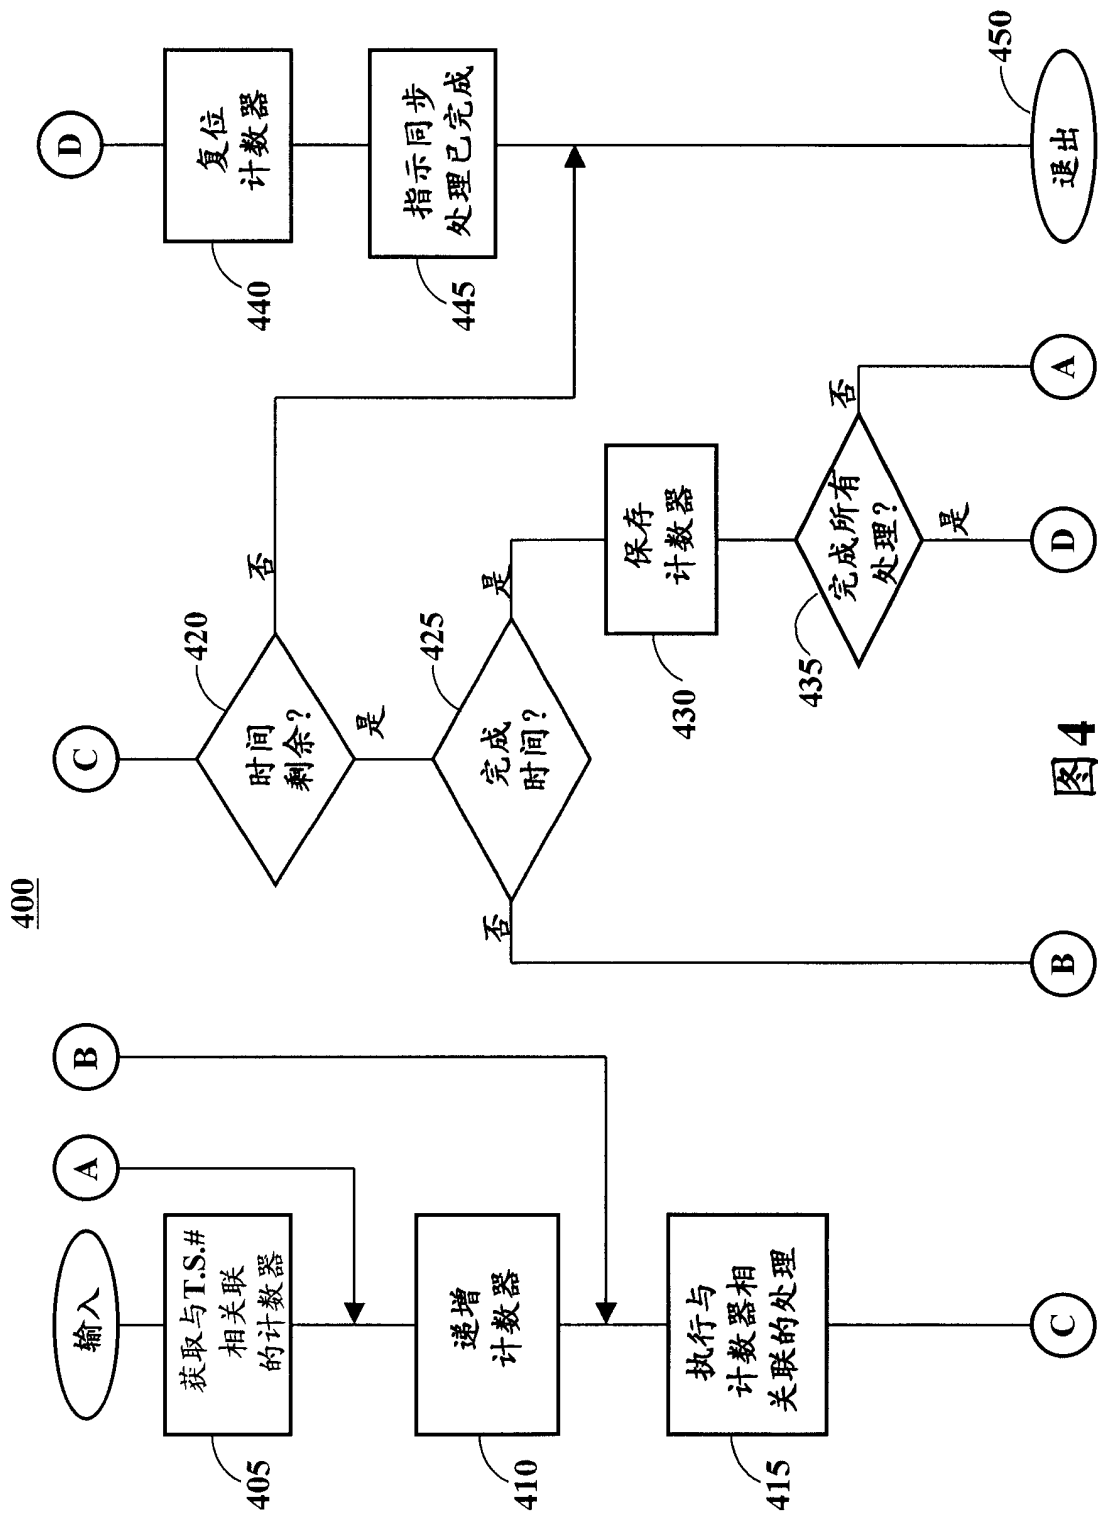 400
输入
获取与T.S.#
相关联
的计数器
405
递增
计数器
410
执行与
计数器相
关联的处理
415
C
A
B
C
时间
剩余?
420
否
是
完成
时间?
425
否
是
B
保存
计数器
430
完成所有
处理?
435
否
是
A
D
D
复位
计数器
440
指示同步
处理已完成
445
退出
450
图4